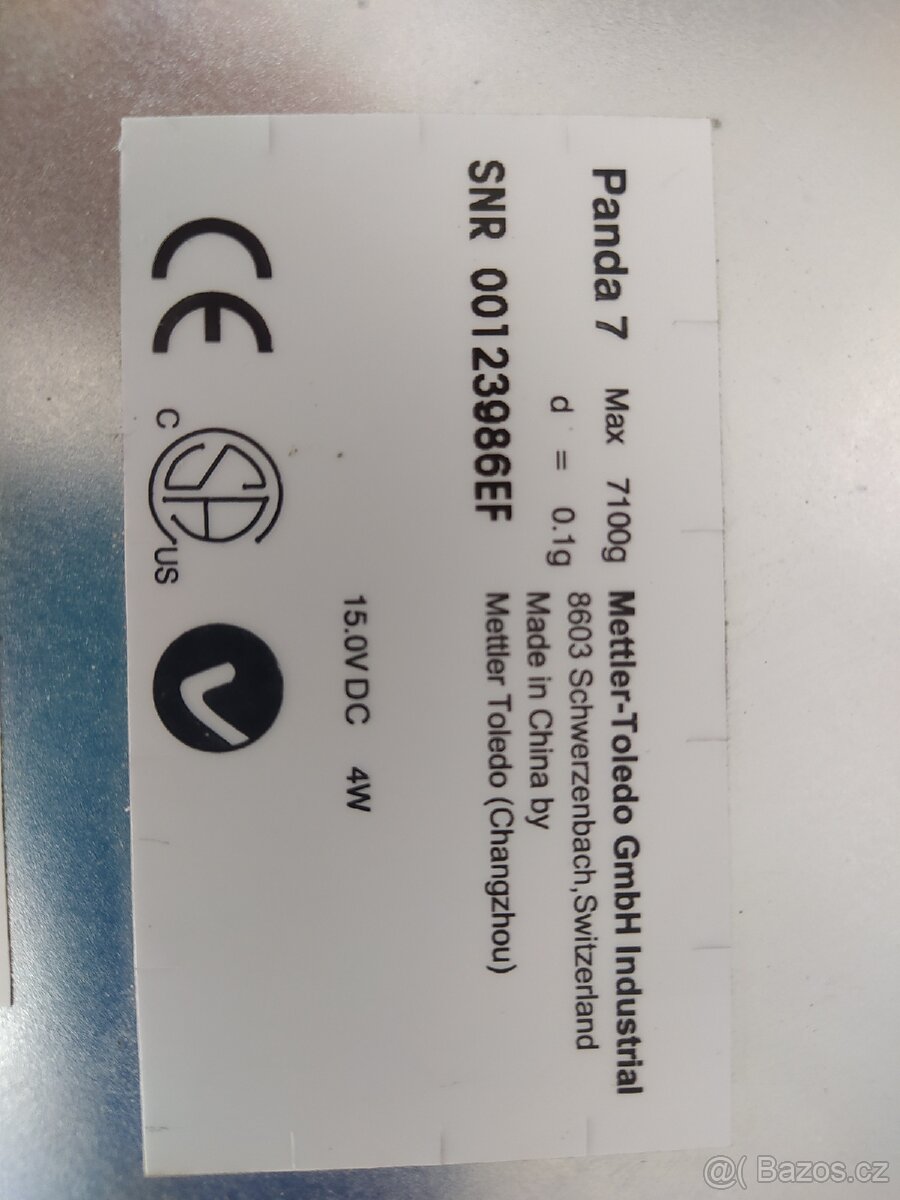 Panda 7 Max 7100g
d = 0.1g
SNR 00123986EF
Mettler-Toledo GmbH Industrial
8603 Schwerzenbach, Switzerland
Made in China by
Mettler Toledo (Changzhou)
15.0V DC 4W
CE
C SA US
@( Bazos.cz